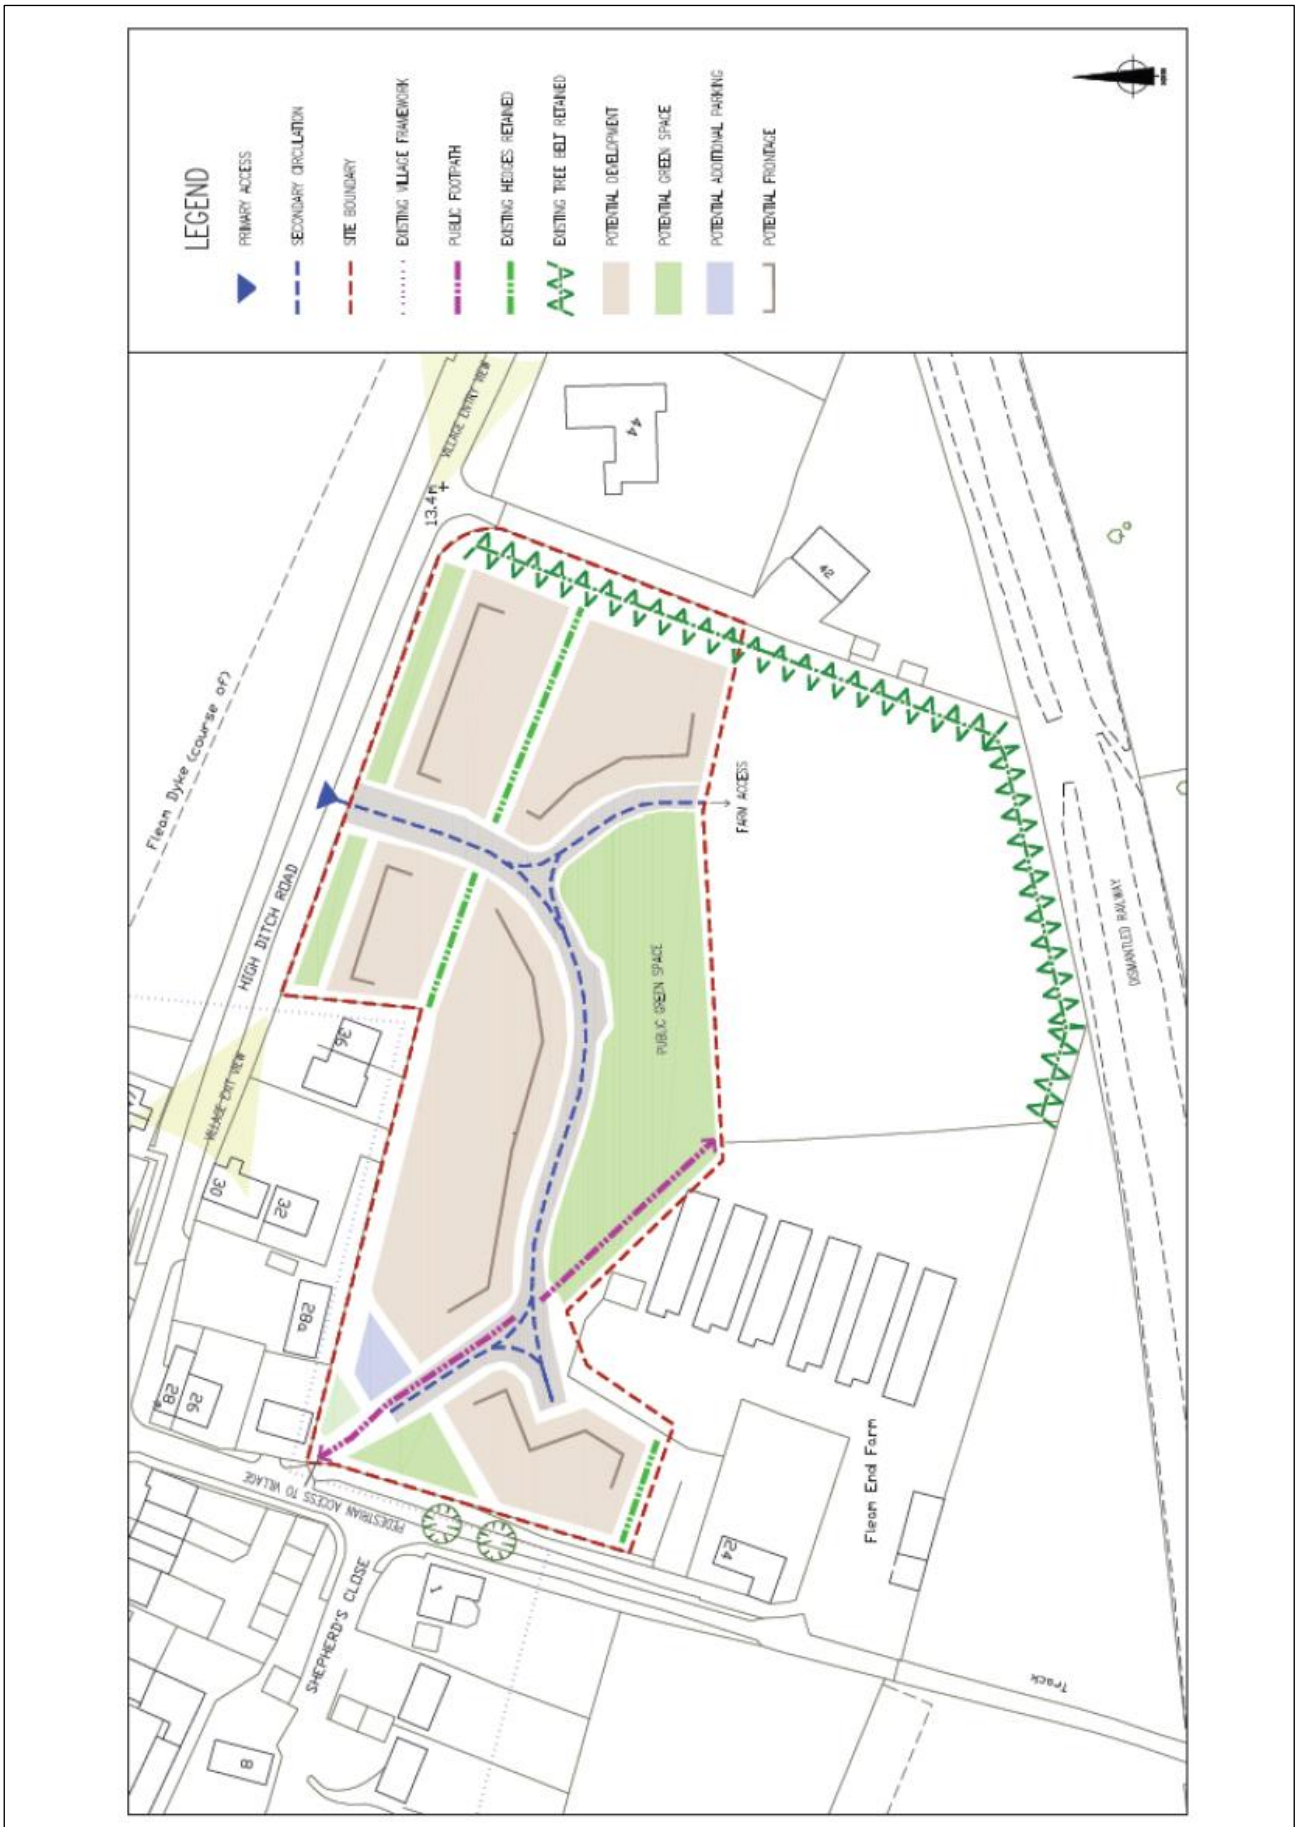 LEGEND
PRIMARY ACCESS
SECONDARY CIRCULATION
SITE BOUNDARY
EXISTING VILLAGE FRAMEWORK
PUBLIC FOOTPATH
EXISTING HEDGES RETAINED
EXISTING TREE BELT RETAINED
POTENTIAL DEVELOPMENT
POTENTIAL GREEN SPACE
POTENTIAL ADDITIONAL PARKING
POTENTIAL FRONTAGE
VILLAGE ENTRY VIEW
13.4m
44
42
Fleam Dyke (course of)
HIGH DITCH ROAD
FARM ACCESS
PUBLIC GREEN SPACE
DISMANTLED RAILWAY
VILLAGE EXIT VIEW
36
30
32
28a
28
26
PEDESTRIAN ACCESS TO VILLAGE
SHEPHERD'S CLOSE
1
8
24
Fleam End Farm
Track